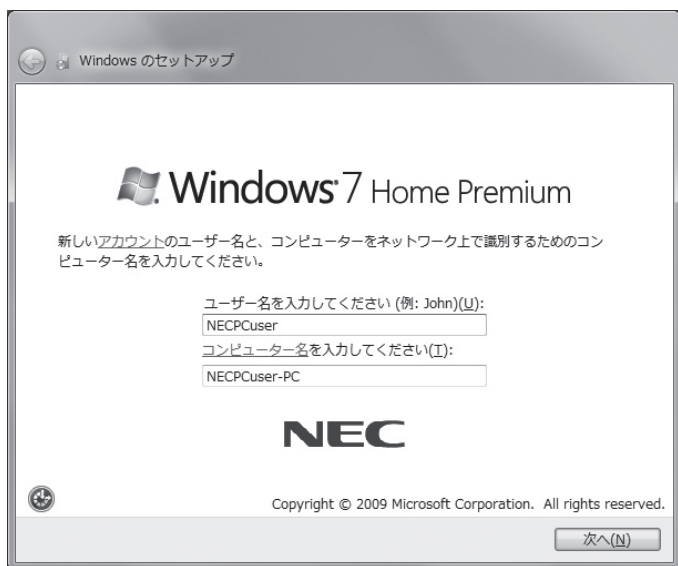 Windows のセットアップ
Windows 7 Home Premium
新しいアカウントのユーザー名と、コンピューターをネットワーク上で識別するためのコン
ピューター名を入力してください。
ユーザー名を入力してください (例: John)(U):
NECPCuser
コンピューター名を入力してください(T):
NECPCuser-PC
NEC
Copyright © 2009 Microsoft Corporation. All rights reserved.
次へ(N)